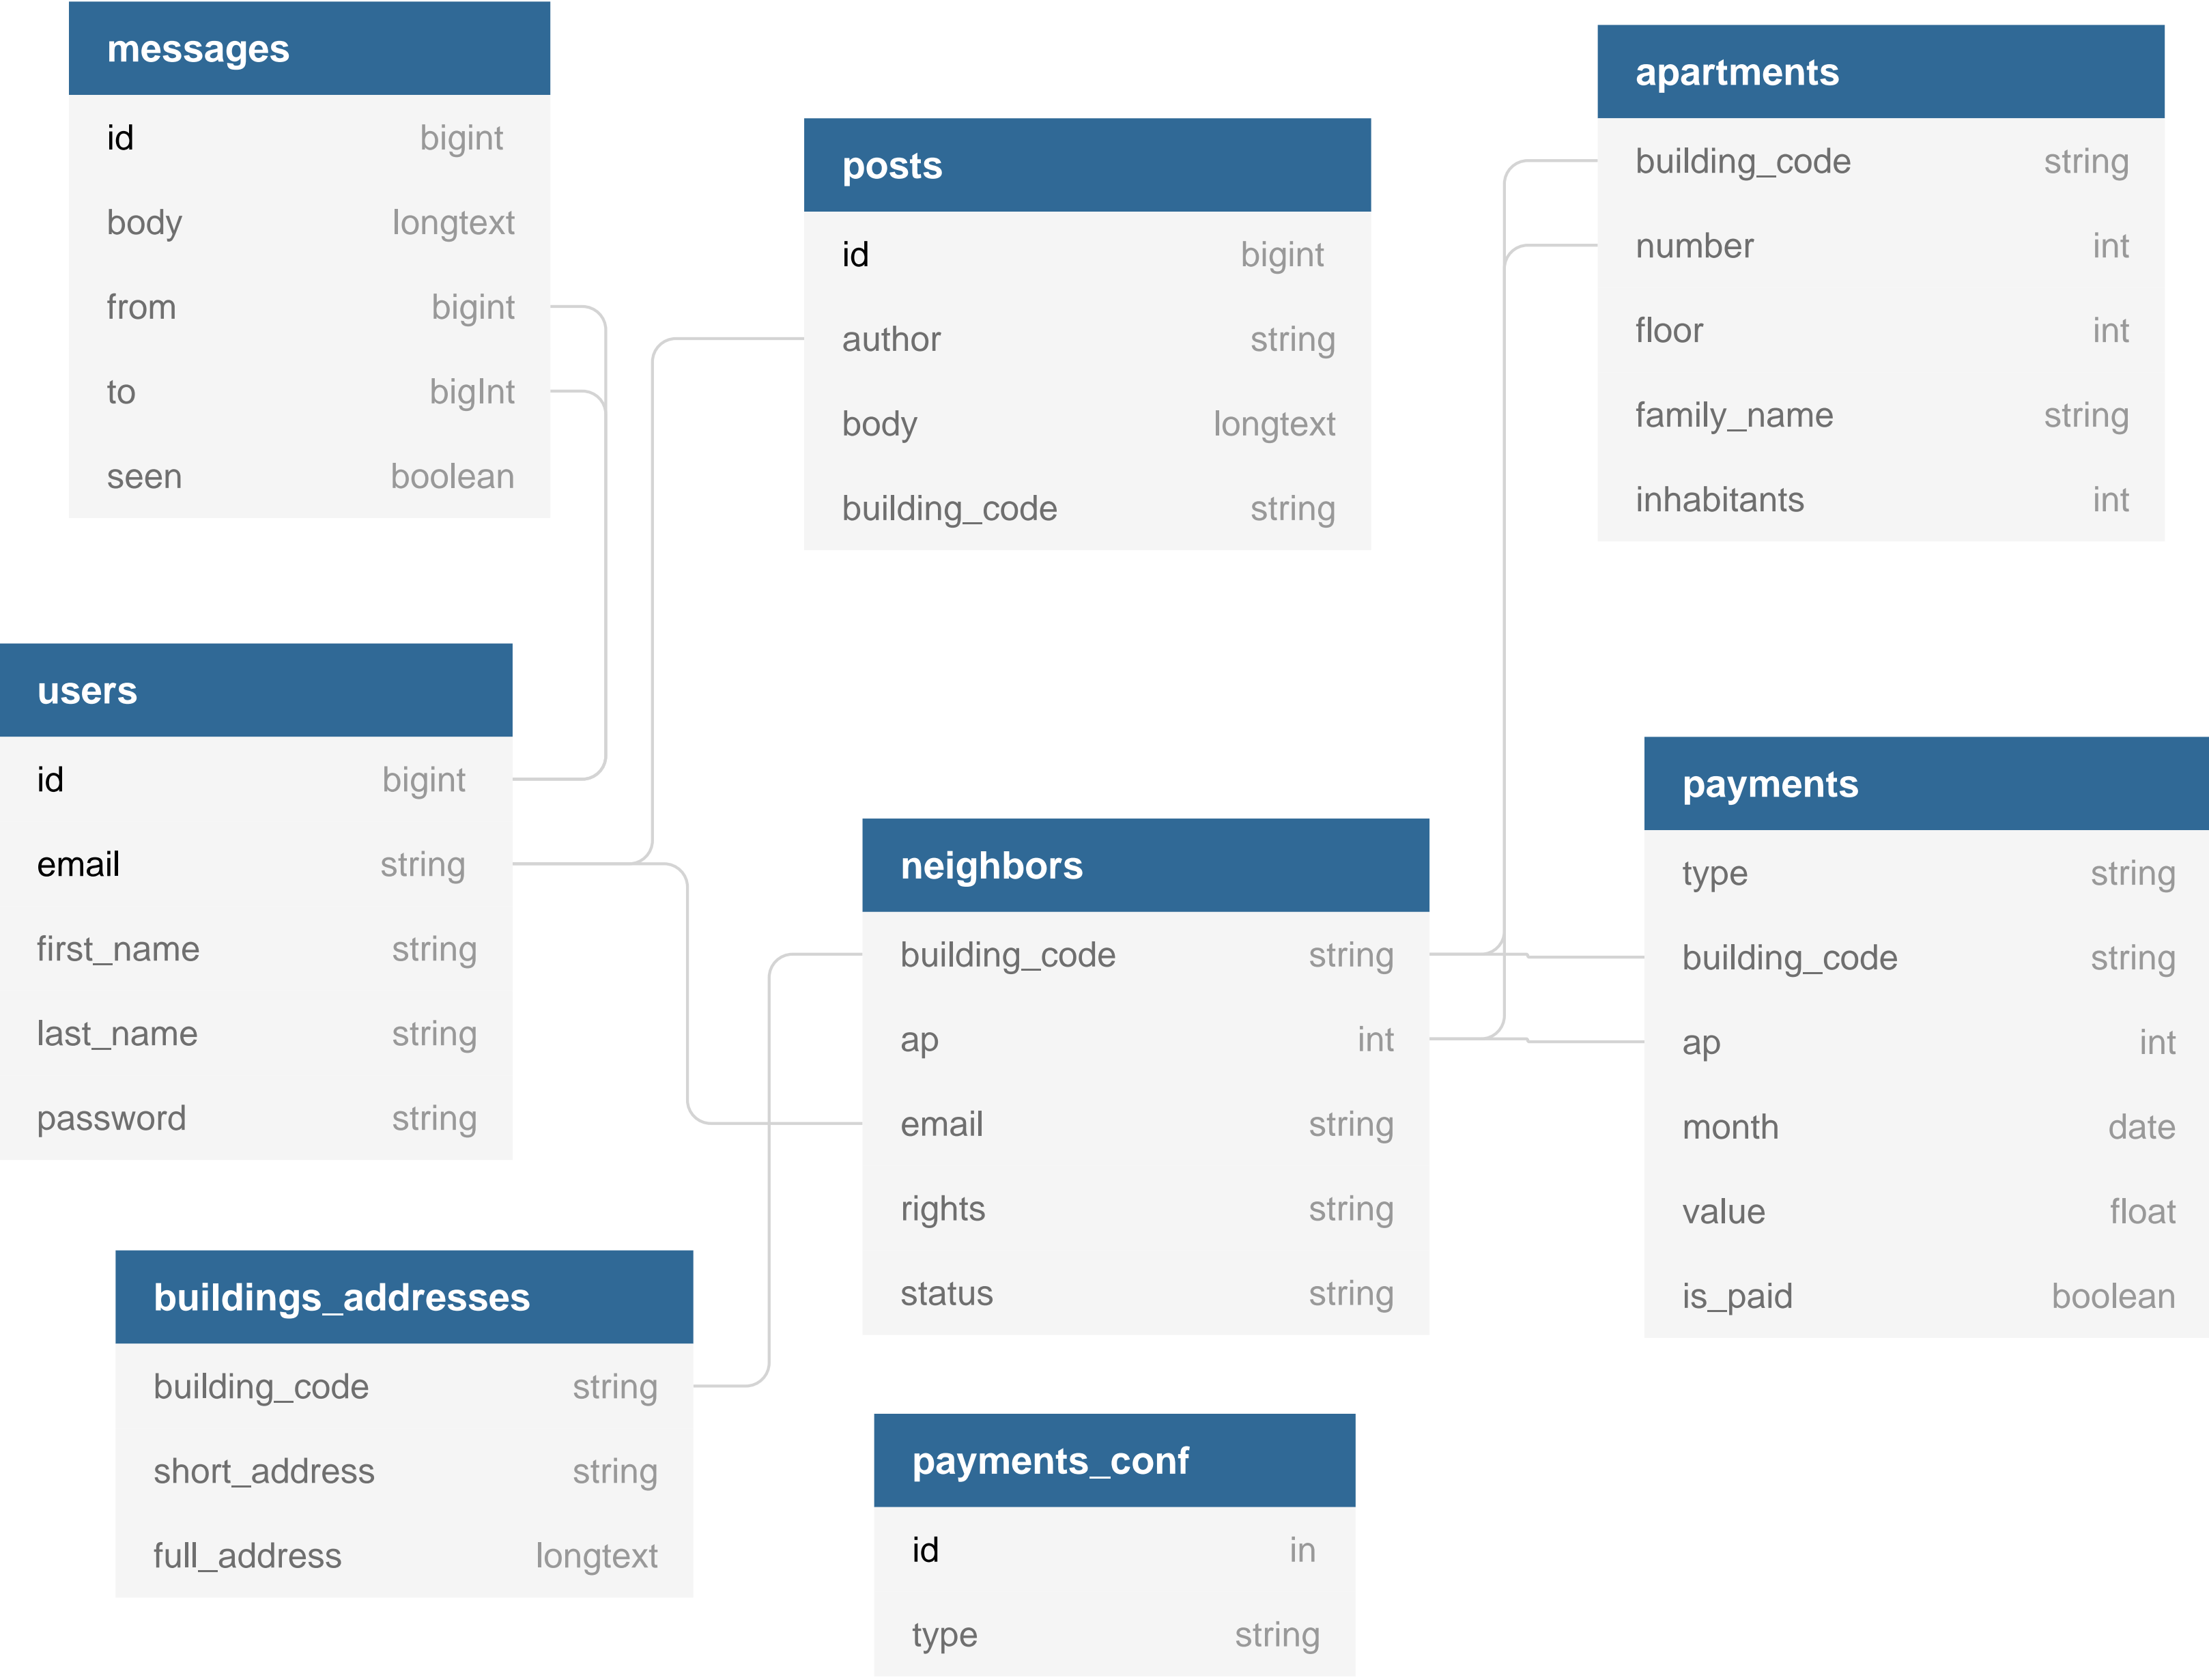 messages
id bigint
body longtext
from bigint
to bigInt
seen boolean
posts
id bigint
author string
body longtext
building_code string
apartments
building_code string
number int
floor int
family_name string
inhabitants int
users
id bigint
email string
first_name string
last_name string
password string
neighbors
building_code string
ap int
email string
rights string
status string
payments
type string
building_code string
ap int
month date
value float
is_paid boolean
buildings_addresses
building_code string
short_address string
full_address longtext
payments_conf
id in
type string